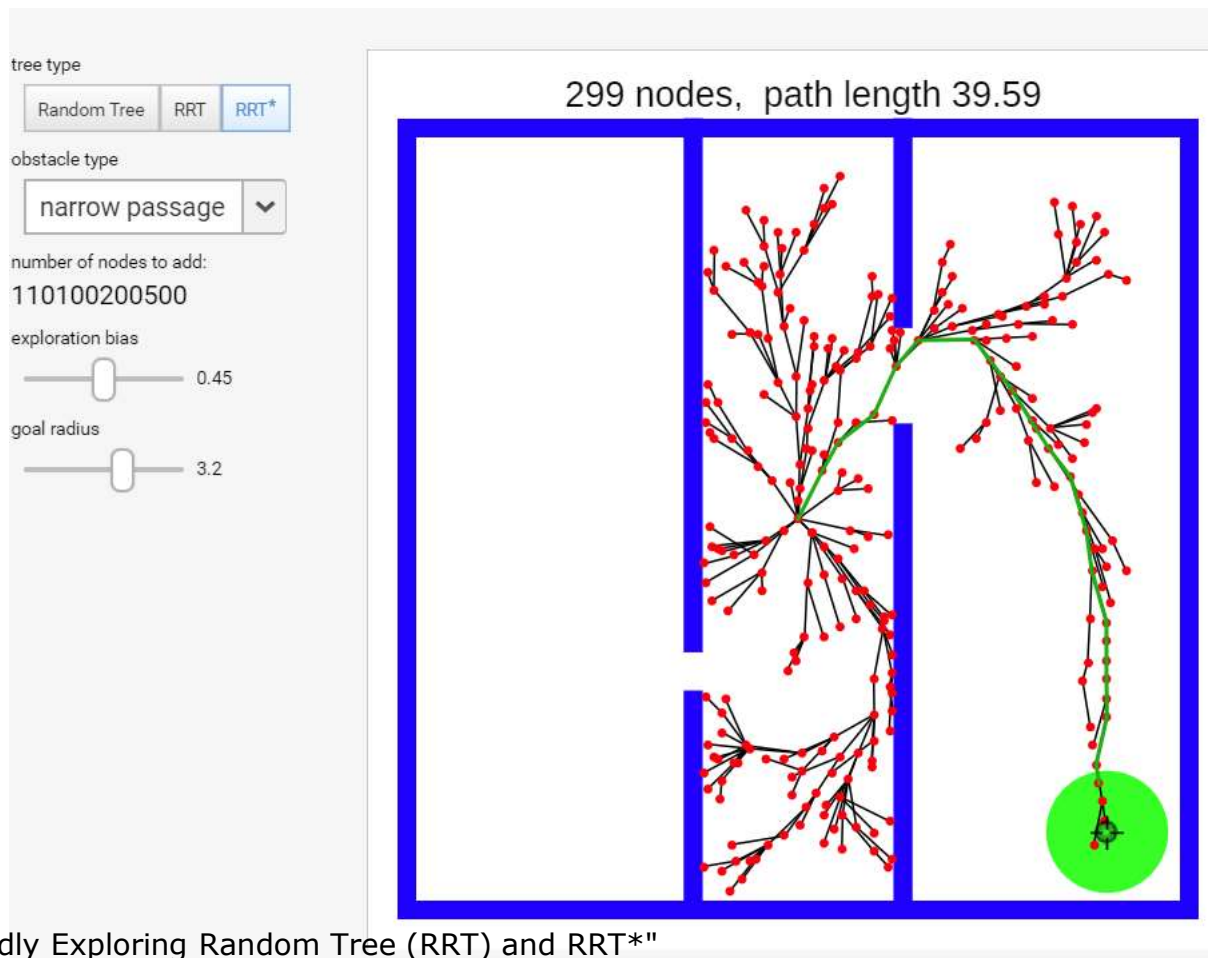 tree type
Random Tree RRT RRT*
obstacle type
narrow passage
number of nodes to add:
110100200500
exploration bias
0.45
goal radius
3.2
299 nodes, path length 39.59
dly Exploring Random Tree (RRT) and RRT*"